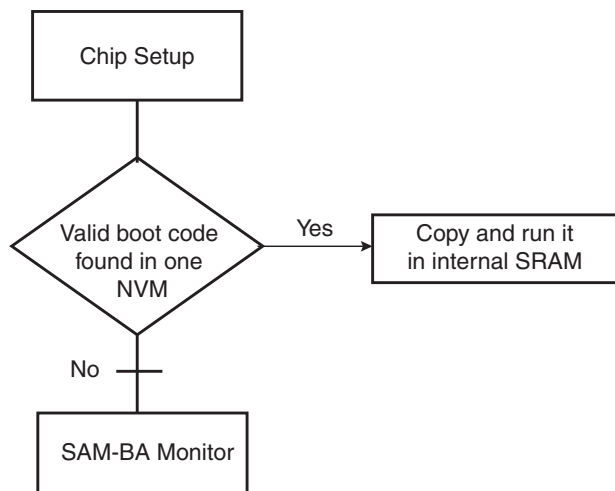 Chip Setup
Valid boot code
found in one
NVM
Yes
Copy and run it
in internal SRAM
No
SAM-BA Monitor